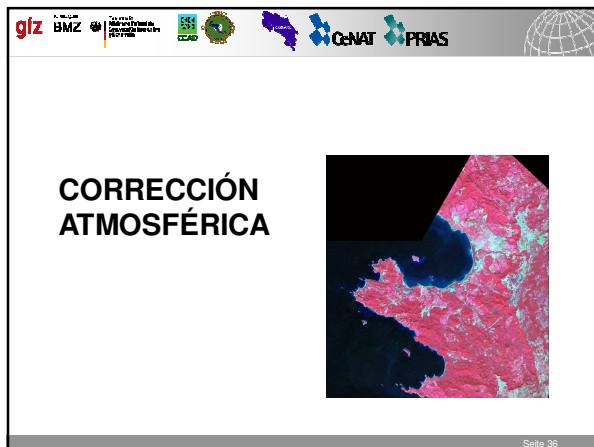 giz BMZ CCAD CeNAT PRIAS
CORRECCIÓN
ATMOSFÉRICA
Seite 36